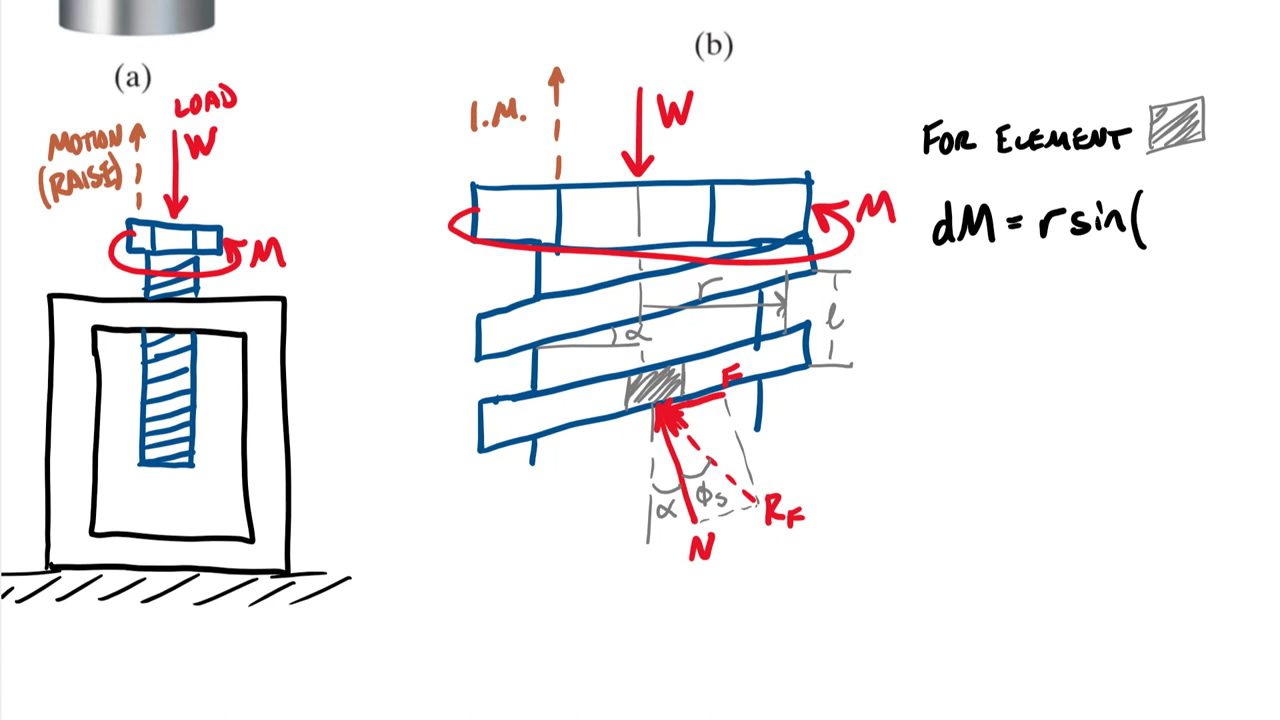 (a)
LOAD
W
MOTION
(RAISE)
M
(b)
I.M.
W
M
r
α
l
F
α
ϕs
RF
N
FOR ELEMENT
dM = r sin(